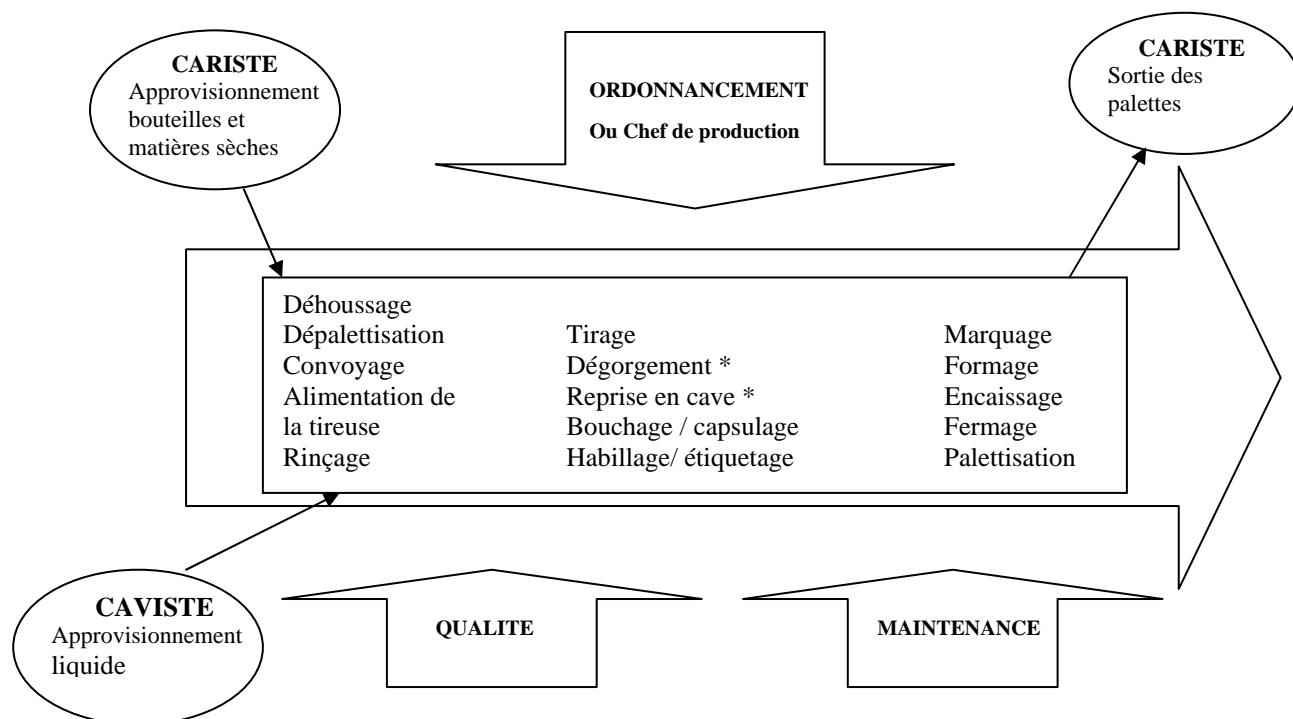 CARISTE
Approvisionnement
bouteilles et
matières sèches
ORDONNANCEMENT
Ou Chef de production
CARISTE
Sortie des
palettes
Déhoussage
Dépalettisation
Convoyage
Alimentation de
la tireuse
Rinçage
Tirage
Dégorgement *
Reprise en cave *
Bouchage / capsulage
Habillage/ étiquetage
Marquage
Formage
Encaissage
Fermage
Palettisation
CAVISTE
Approvisionnement
liquide
QUALITE
MAINTENANCE